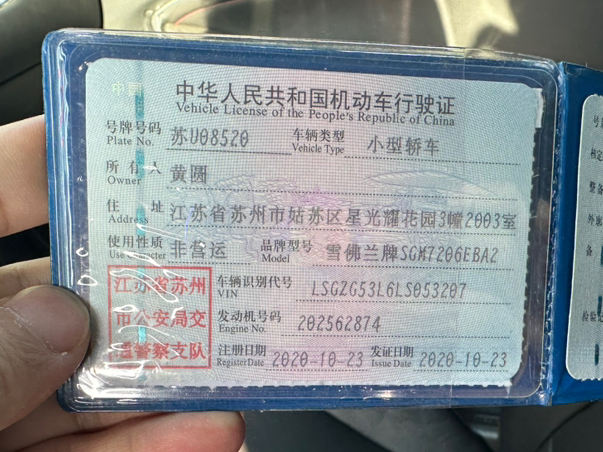 中国
中华人民共和国机动车行驶证
Vehicle License of the People's Republic of China
号牌号码 苏U08520 车辆类型 小型轿车
Plate No. Vehicle Type
所有人 黄圆
Owner
住址 江苏省苏州市姑苏区星光耀花园3幢2003室
Address
使用性质 非营运 品牌型号 雪佛兰牌SGM7206EBA2
Use Character Model
江苏省苏州
市公安局交
通警察支队
车辆识别代号 LSGZG53L6LS053207
VIN
发动机号码 202562874
Engine No.
注册日期 2020-10-23 发证日期 2020-10-23
Register Date Issue Date